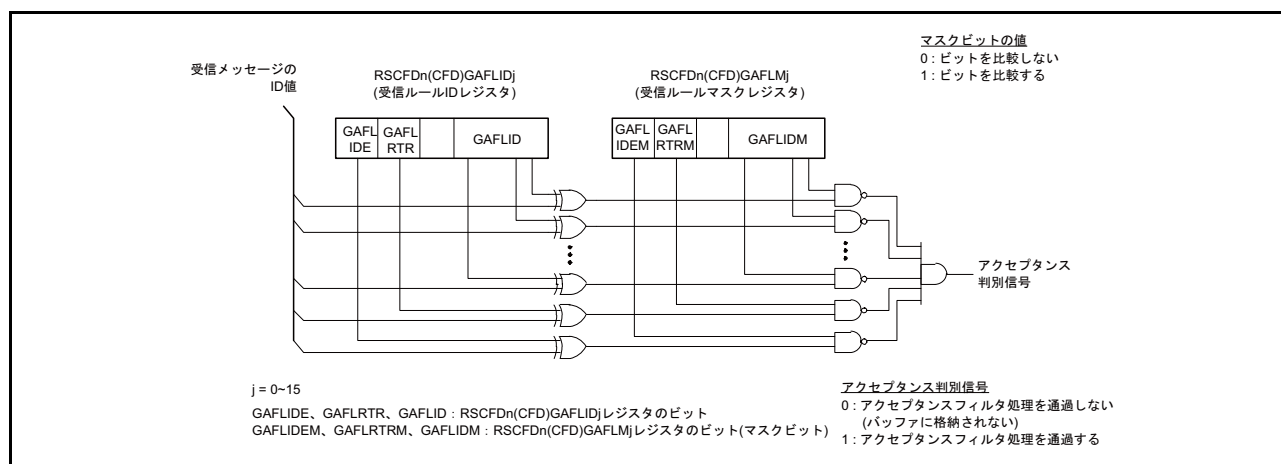 受信メッセージの
ID値
RSCFDn(CFD)GAFLIDj
(受信ルールIDレジスタ)
RSCFDn(CFD)GAFLMj
(受信ルールマスクレジスタ)
マスクビットの値
0 : ビットを比較しない
1 : ビットを比較する
GAFL
IDE
GAFL
RTR
GAFLID
GAFL
IDEM
GAFL
RTRM
GAFLIDM
アクセプタンス
判別信号
j = 0~15
GAFLIDE、GAFLRTR、GAFLID : RSCFDn(CFD)GAFLIDjレジスタのビット
GAFLIDEM、GAFLRTRM、GAFLIDM : RSCFDn(CFD)GAFLMjレジスタのビット(マスクビット)
アクセプタンス判別信号
0 : アクセプタンスフィルタ処理を通過しない
(バッファに格納されない)
1 : アクセプタンスフィルタ処理を通過する